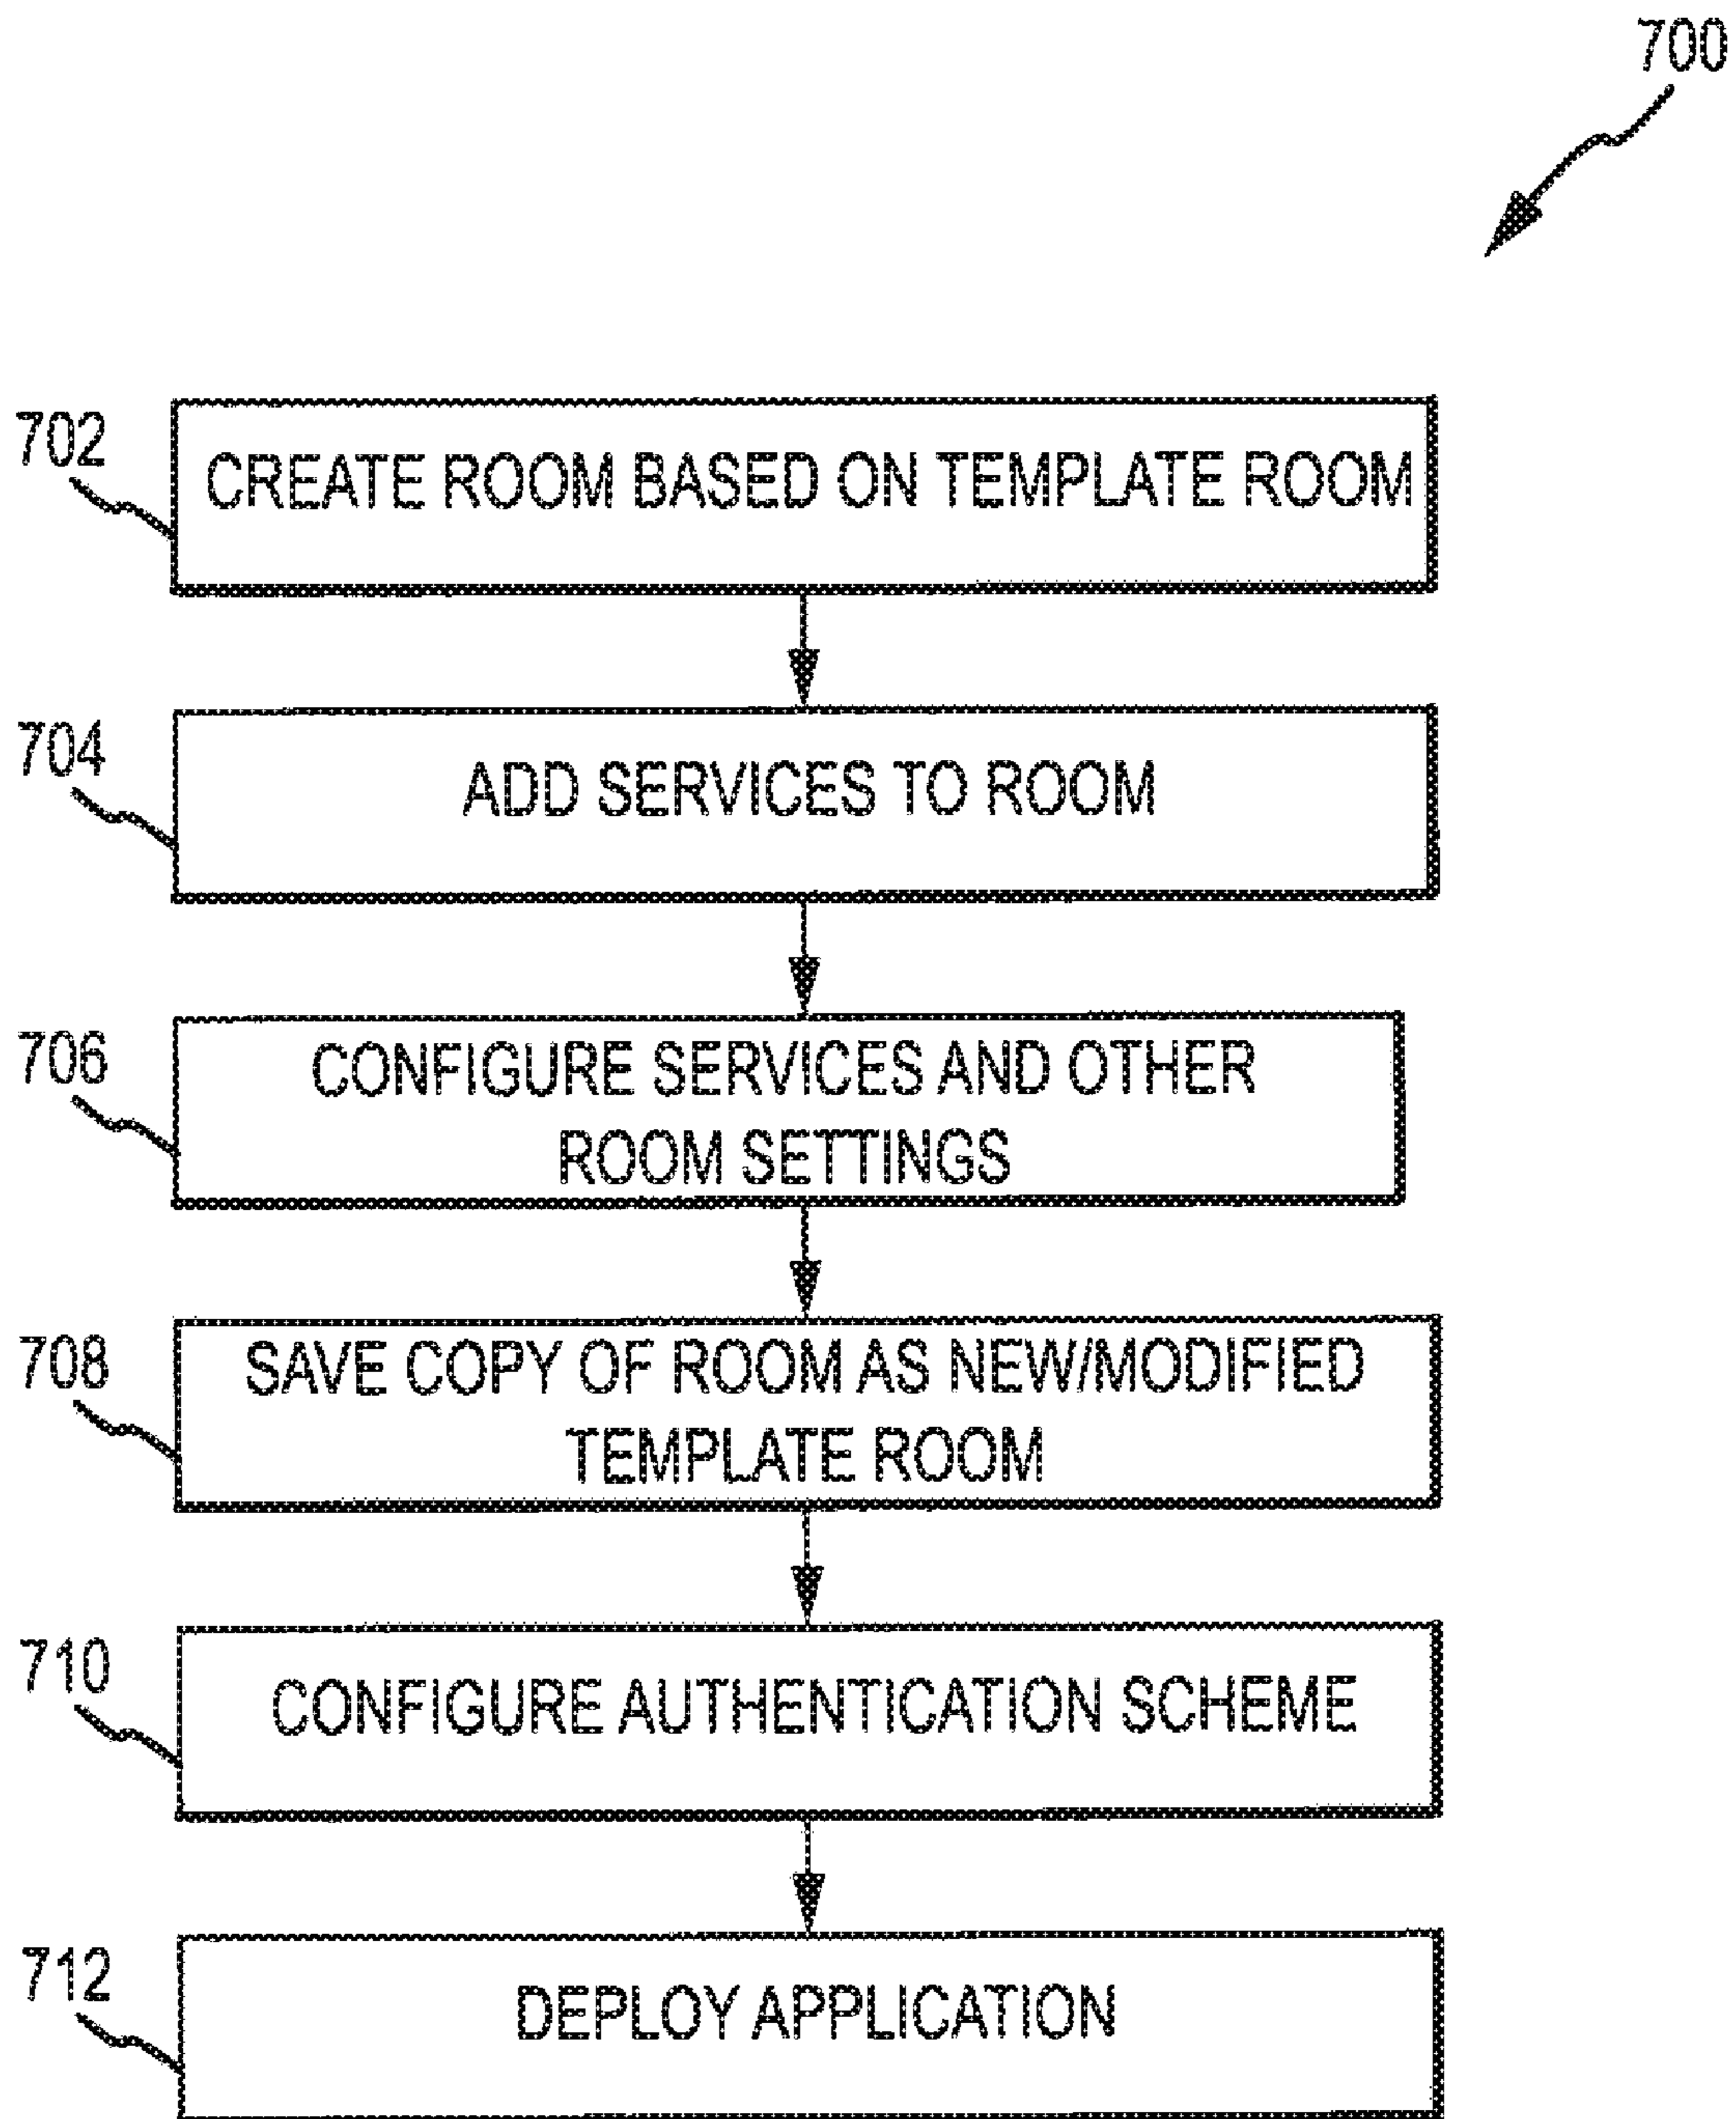 700
702
CREATE ROOM BASED ON TEMPLATE ROOM
704
ADD SERVICES TO ROOM
706
CONFIGURE SERVICES AND OTHER
ROOM SETTINGS
708
SAVE COPY OF ROOM AS NEW/MODIFIED
TEMPLATE ROOM
710
CONFIGURE AUTHENTICATION SCHEME
712
DEPLOY APPLICATION